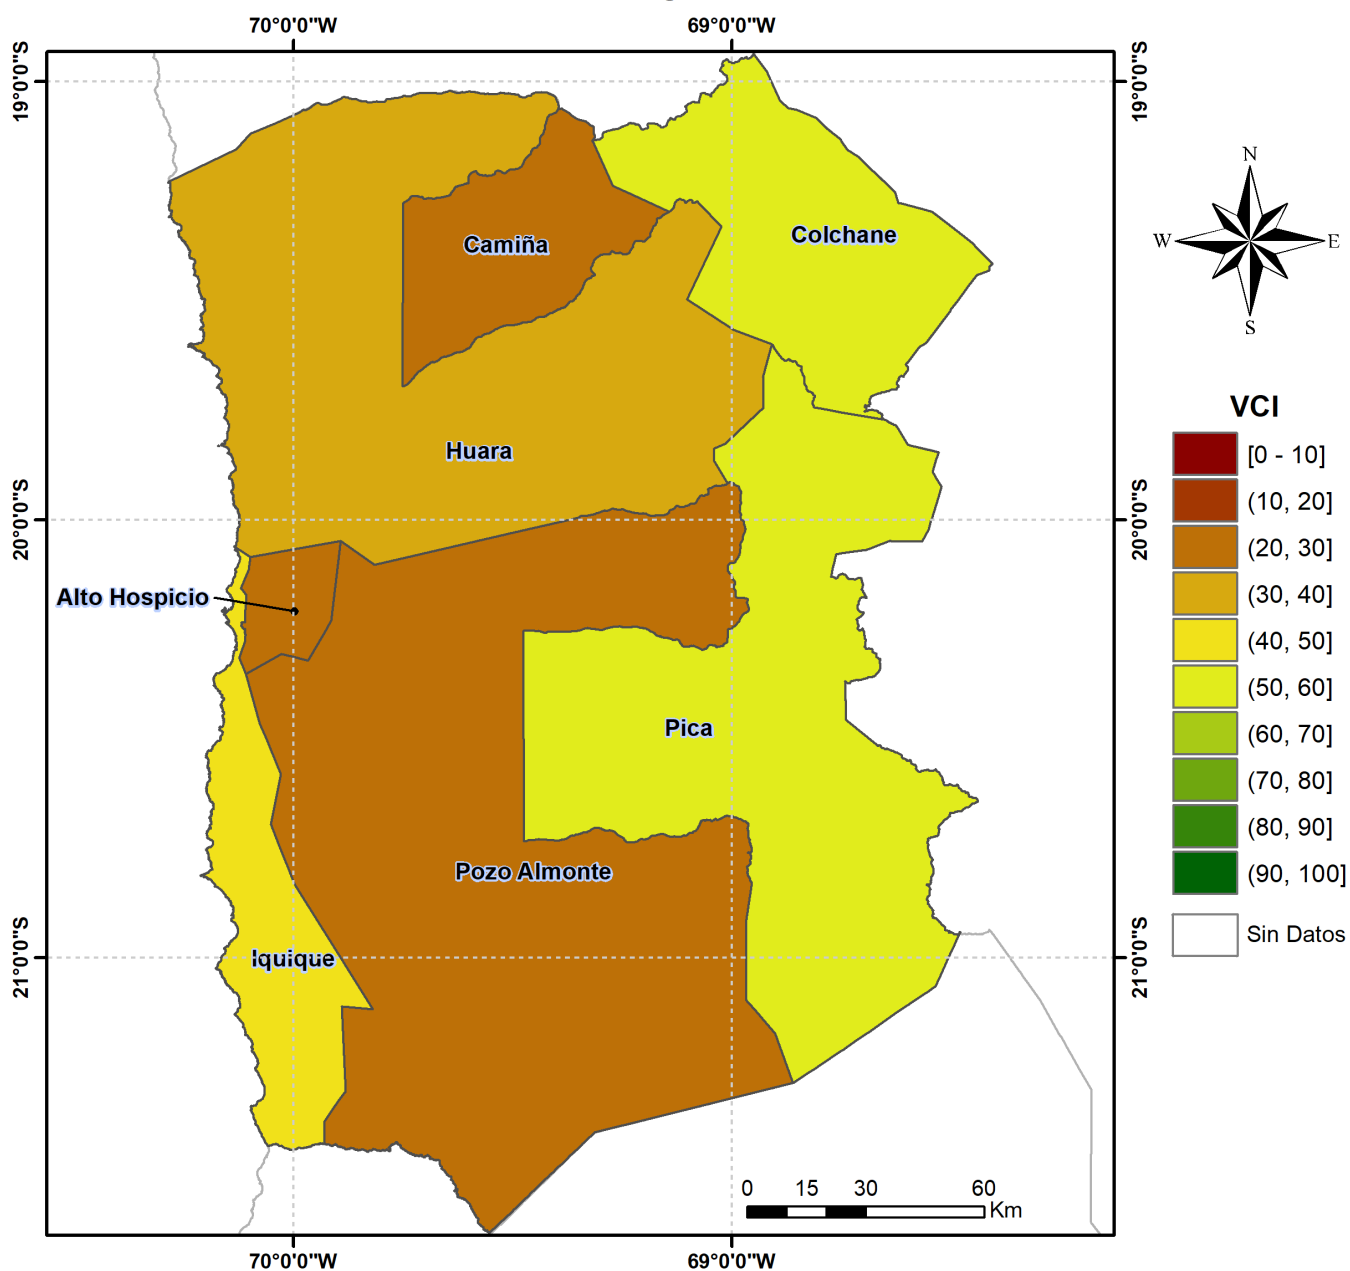 70°0'0"W
69°0'0"W
19°0'0"S
19°0'0"S
N
W
E
S
Camiña
Colchane
VCI
[0 - 10]
(10, 20]
(20, 30]
(30, 40]
(40, 50]
(50, 60]
(60, 70]
(70, 80]
(80, 90]
(90, 100]
Sin Datos
Huara
20°0'0"S
20°0'0"S
Alto Hospicio
Pica
Pozo Almonte
Iquique
21°0'0"S
21°0'0"S
0 15 30 60
Km
70°0'0"W
69°0'0"W